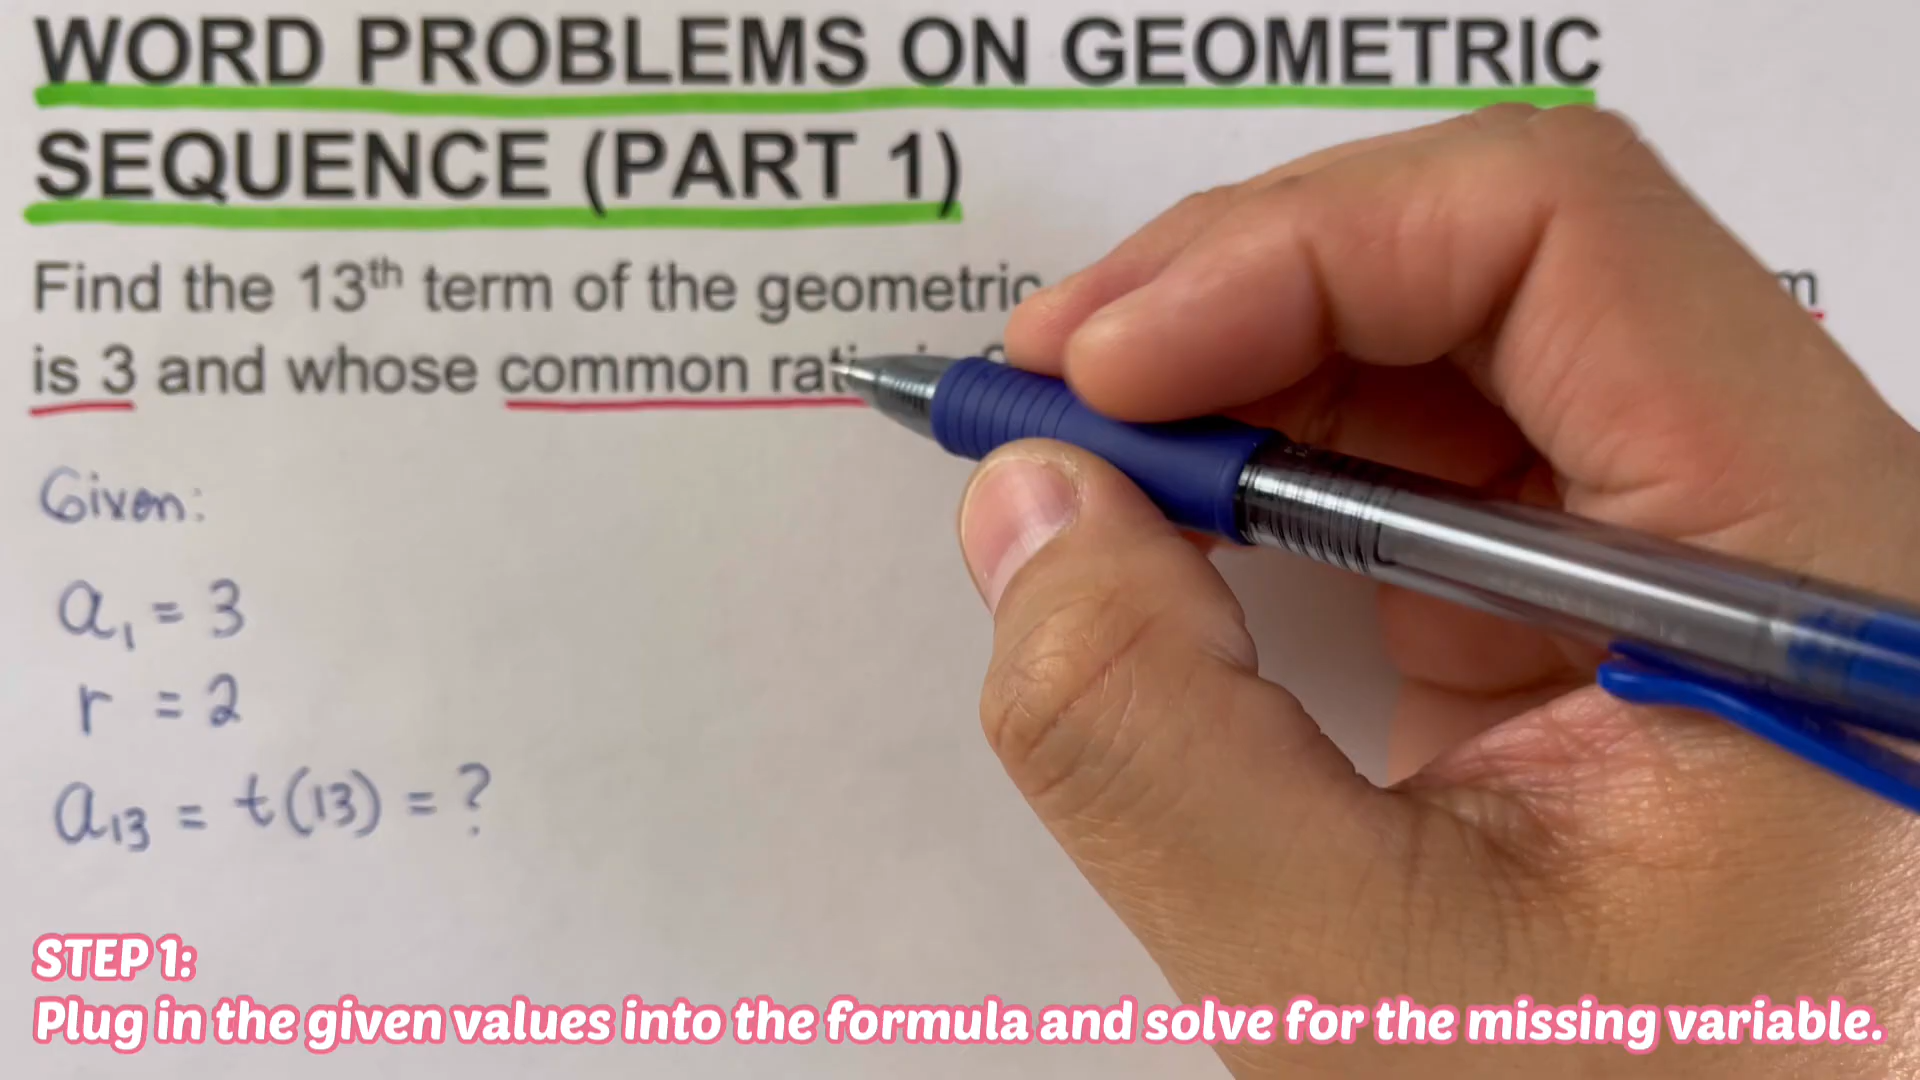 WORD PROBLEMS ON GEOMETRIC
SEQUENCE (PART 1)
Find the 13th term of the geometric
is 3 and whose common
Given:
a₁ = 3
r = 2
a₁₃ = t(13) = ?
STEP 1:
Plug in the given values into the formula and solve for the missing variable.